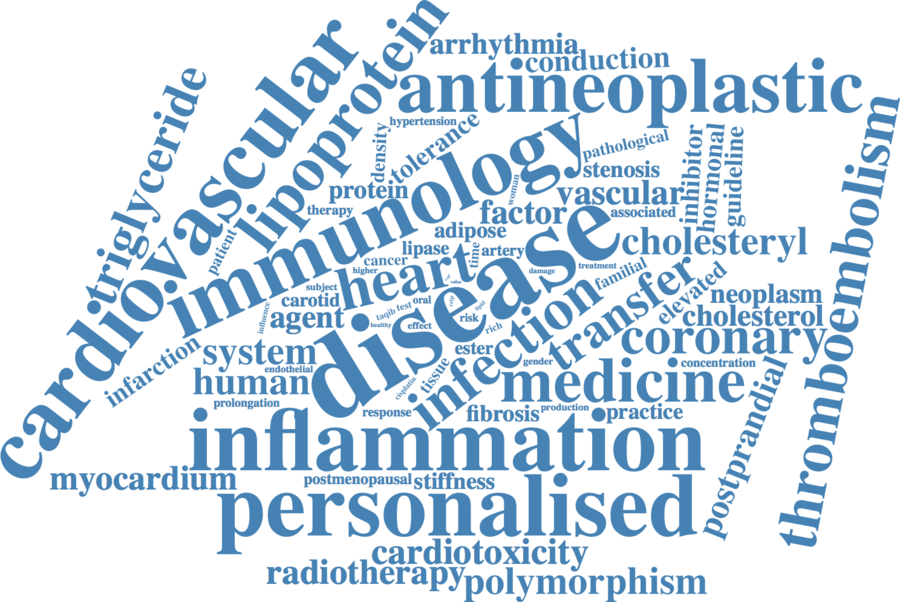 arrhythmia
conduction
antineoplastic
cardiovascular
lipoprotein
triglyceride
hypertension
density
tolerance
immunology
pathological
stenosis
inhibitor
hormonal
guideline
thromboembolism
protein
therapy
woman
vascular
factor
associated
adipose
patient
lipase
time
artery
cholesteryl
cancer
higher
heart
disease
damage
treatment
familial
transfer
elevated
subject
carotid
oral
taqib test
crp
value
lipid
risk
rich
influence
agent
healthy
effect
infection
neoplasm
cholesterol
coronary
infarction
system
endothelial
human
ester
gender
tissue
cisplatin
concentration
medicine
prolongation
response
fibrosis
production
practice
postprandial
inflammation
myocardium
postmenopausal
stiffness
personalised
cardiotoxicity
radiotherapy
polymorphism